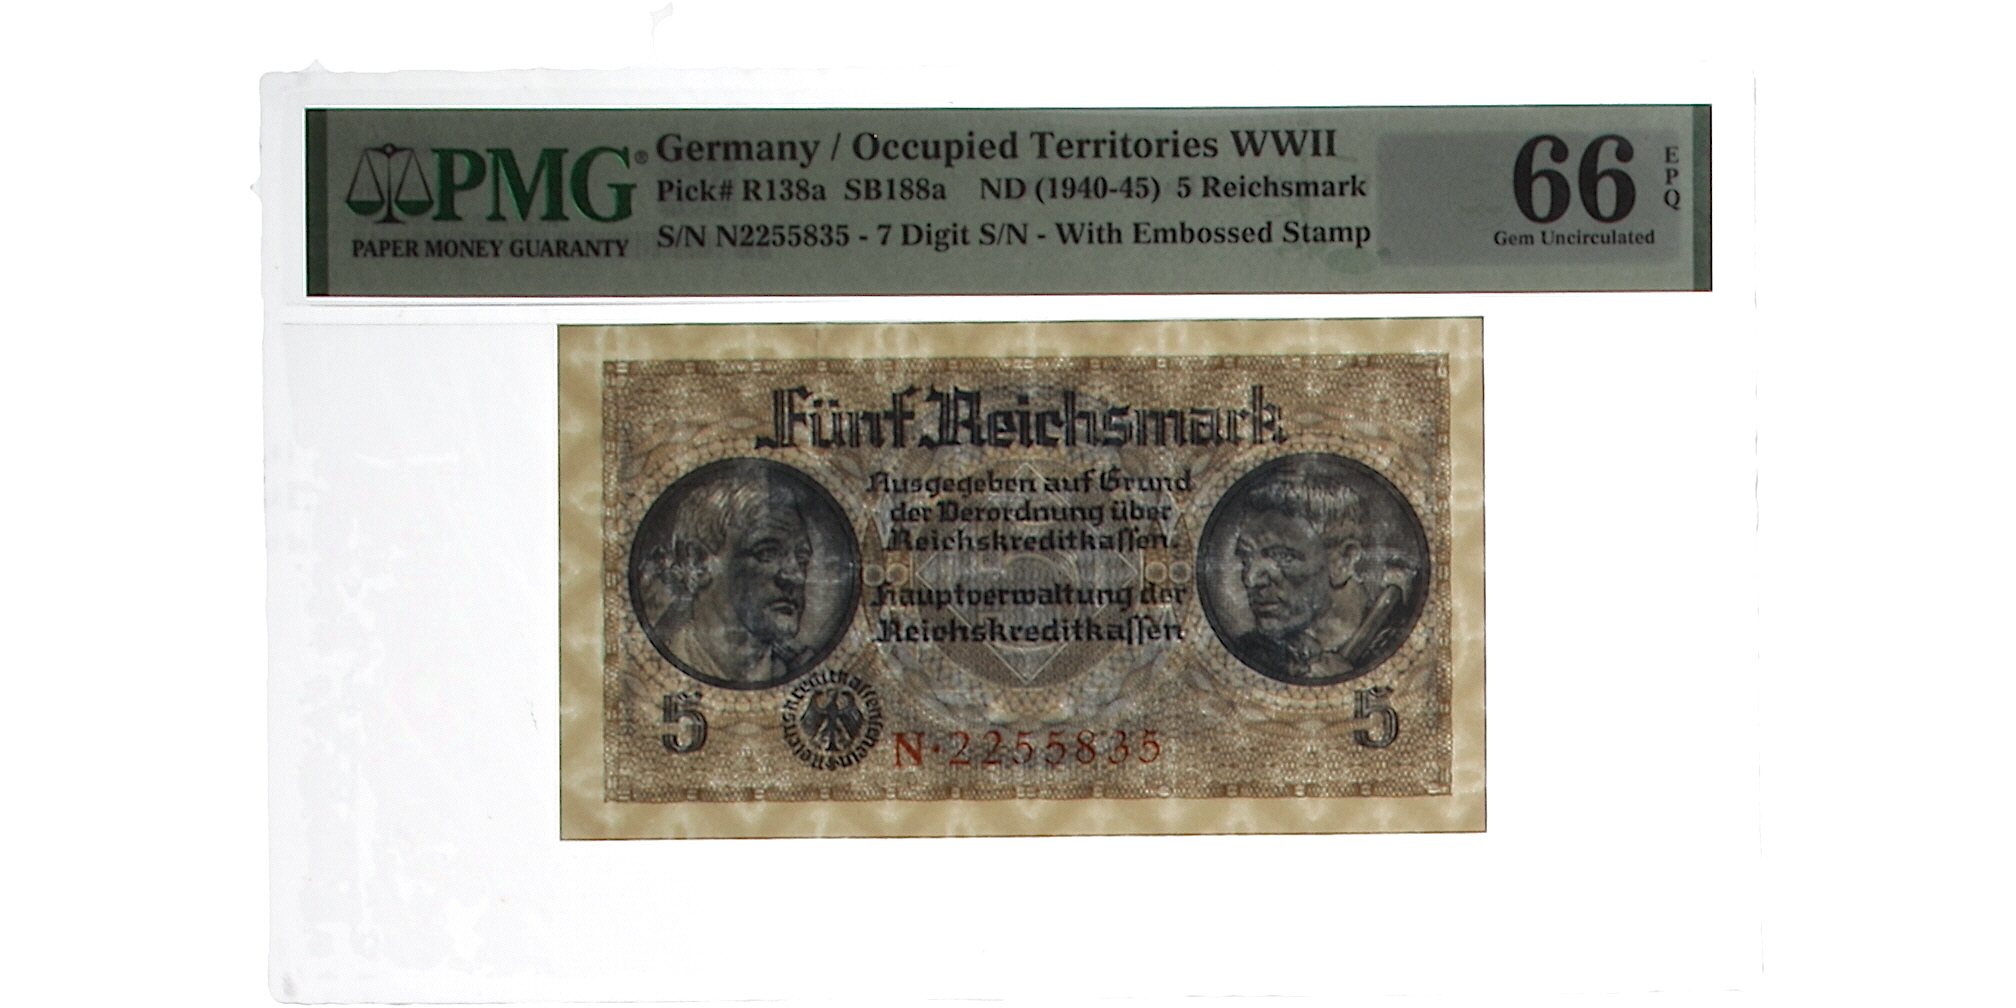 PMG®
PAPER MONEY GUARANTY
Germany / Occupied Territories WWII
Pick# R138a SB188a ND (1940-45) 5 Reichsmark
S/N N2255835 - 7 Digit S/N - With Embossed Stamp
66
EPQ
Gem Uncirculated
Fünf Reichsmark
Ausgegeben auf Grund
der Verordnung über
Reichskreditkassen.
Hauptverwaltung der
Reichskreditkassen
5
5
Reichskreditkassenscheine
N·2255835